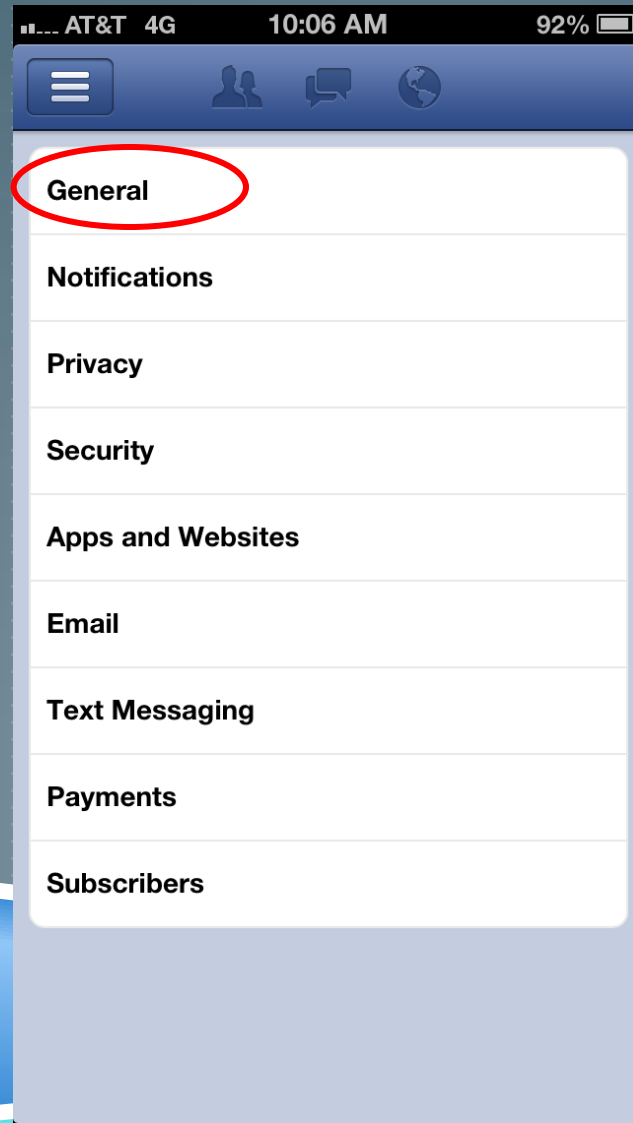 AT&T 4G 10:06 AM 92%
General
Notifications
Privacy
Security
Apps and Websites
Email
Text Messaging
Payments
Subscribers